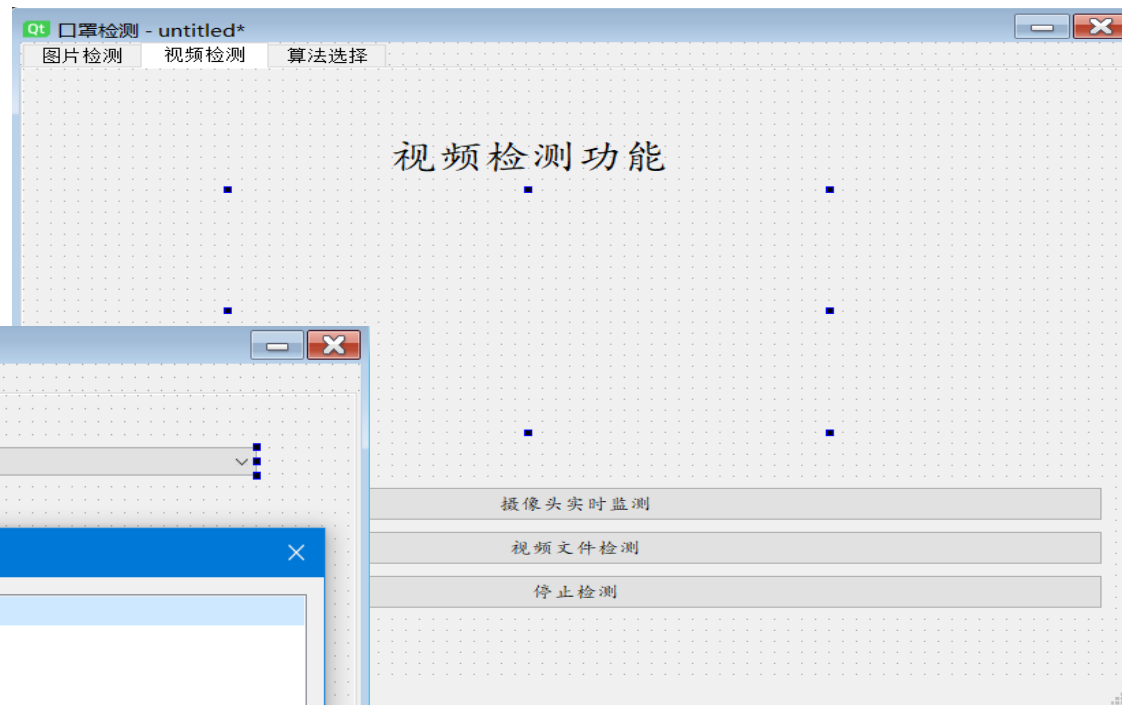 Qt 口罩检测 - untitled*
图片检测 视频检测 算法选择
视频检测功能
摄像头实时监测
视频文件检测
停止检测